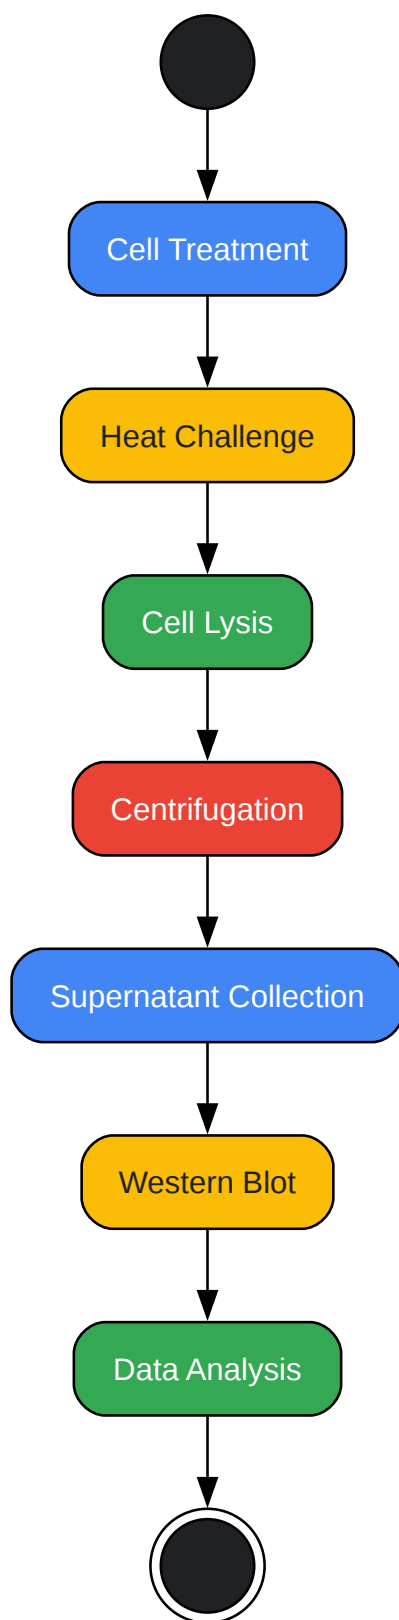 Cell Treatment
Heat Challenge
Cell Lysis
Centrifugation
Supernatant Collection
Western Blot
Data Analysis